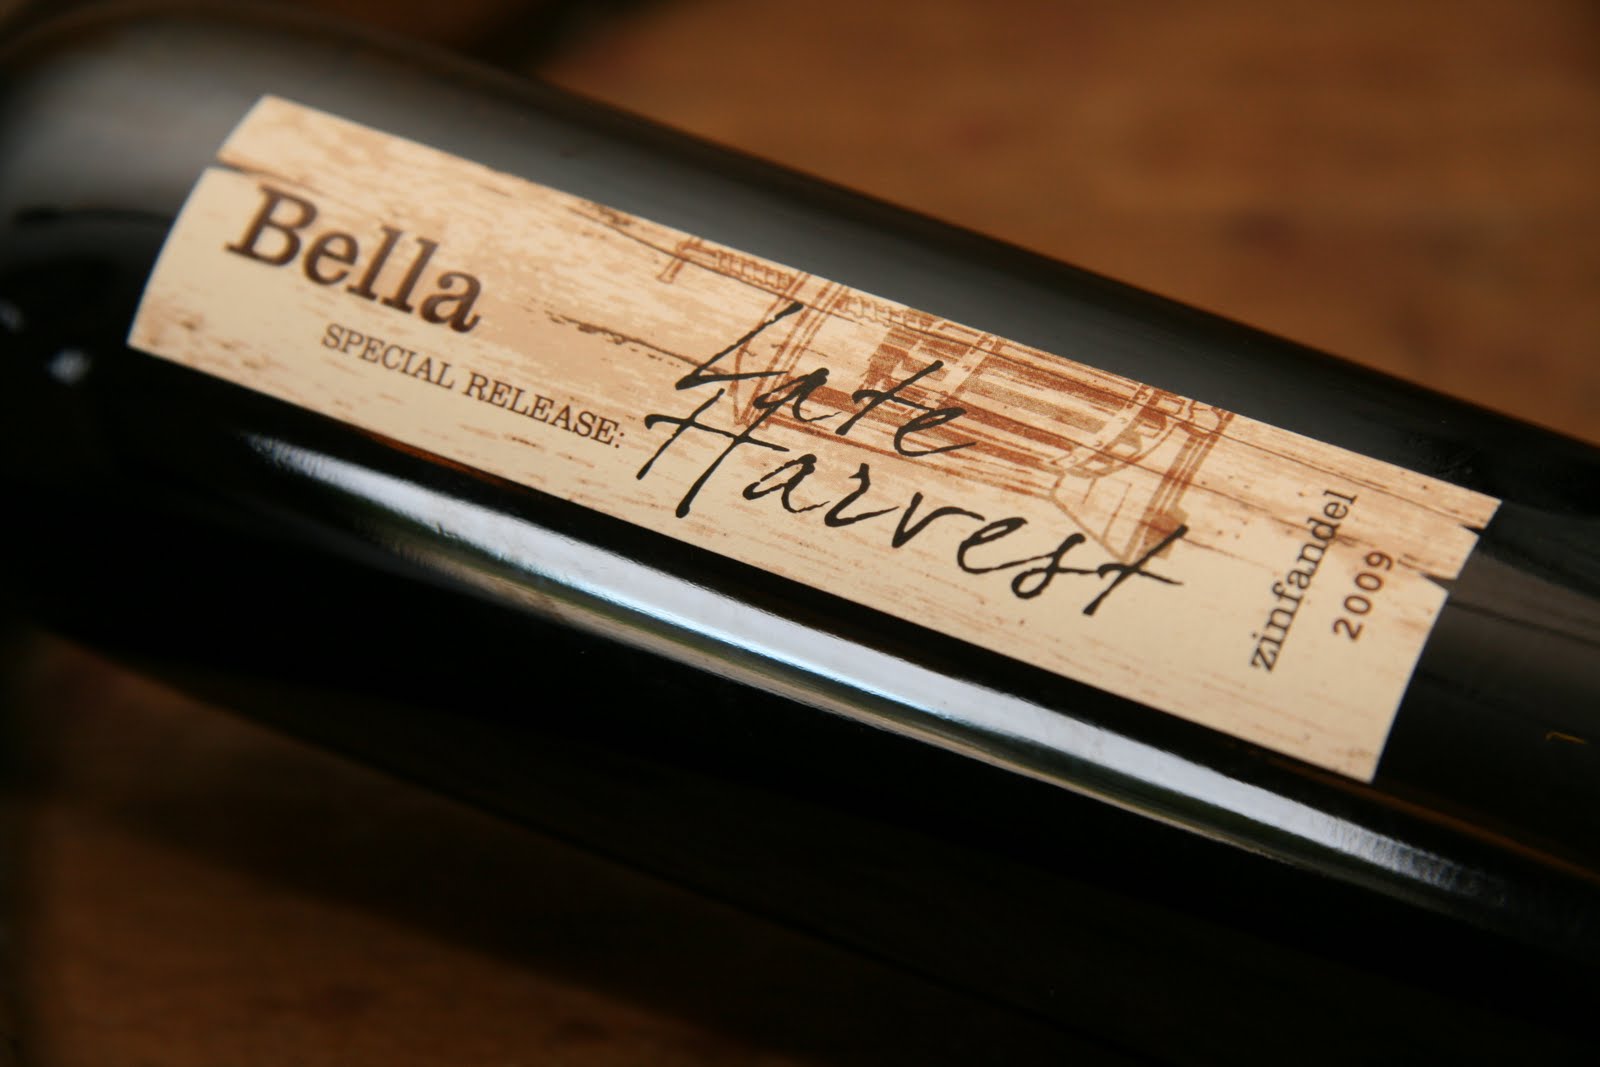 Bella
SPECIAL RELEASE:
Late
Harvest
zinfandel
2009